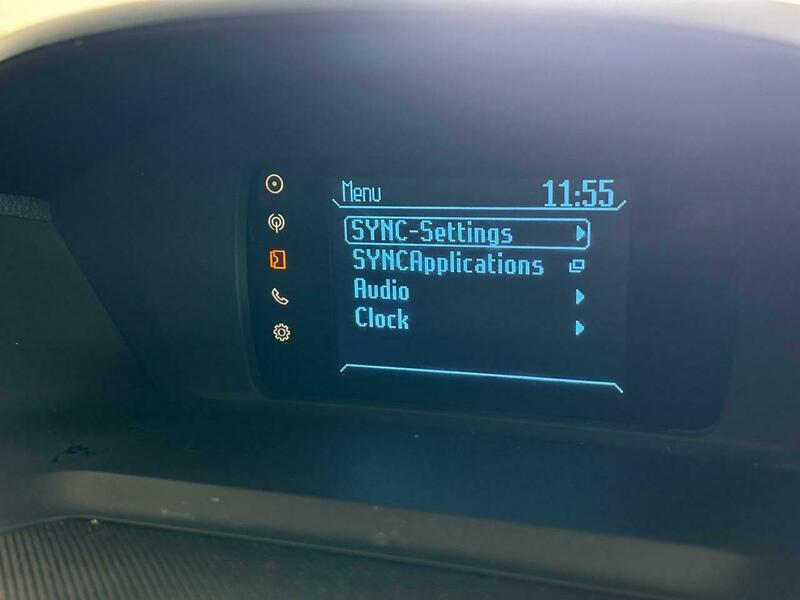 Menu 11:55
SYNC-Settings
SYNCApplications
Audio
Clock